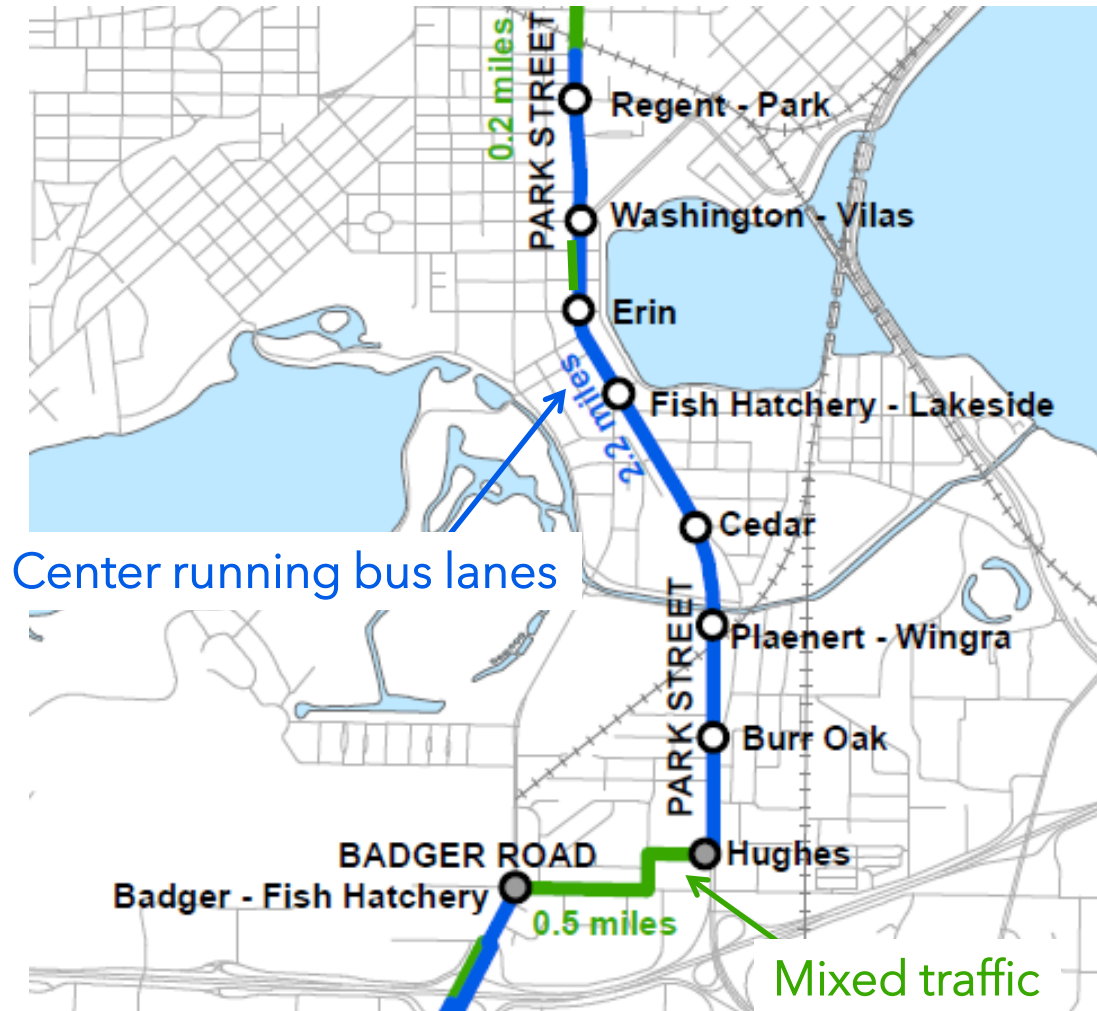 0.2 miles
PARK STREET
Regent - Park
Washington - Vilas
Erin
2.2 miles
Fish Hatchery - Lakeside
Cedar
Center running bus lanes
PARK STREET
Plaenert - Wingra
Burr Oak
BADGER ROAD
Hughes
Badger - Fish Hatchery
0.5 miles
Mixed traffic